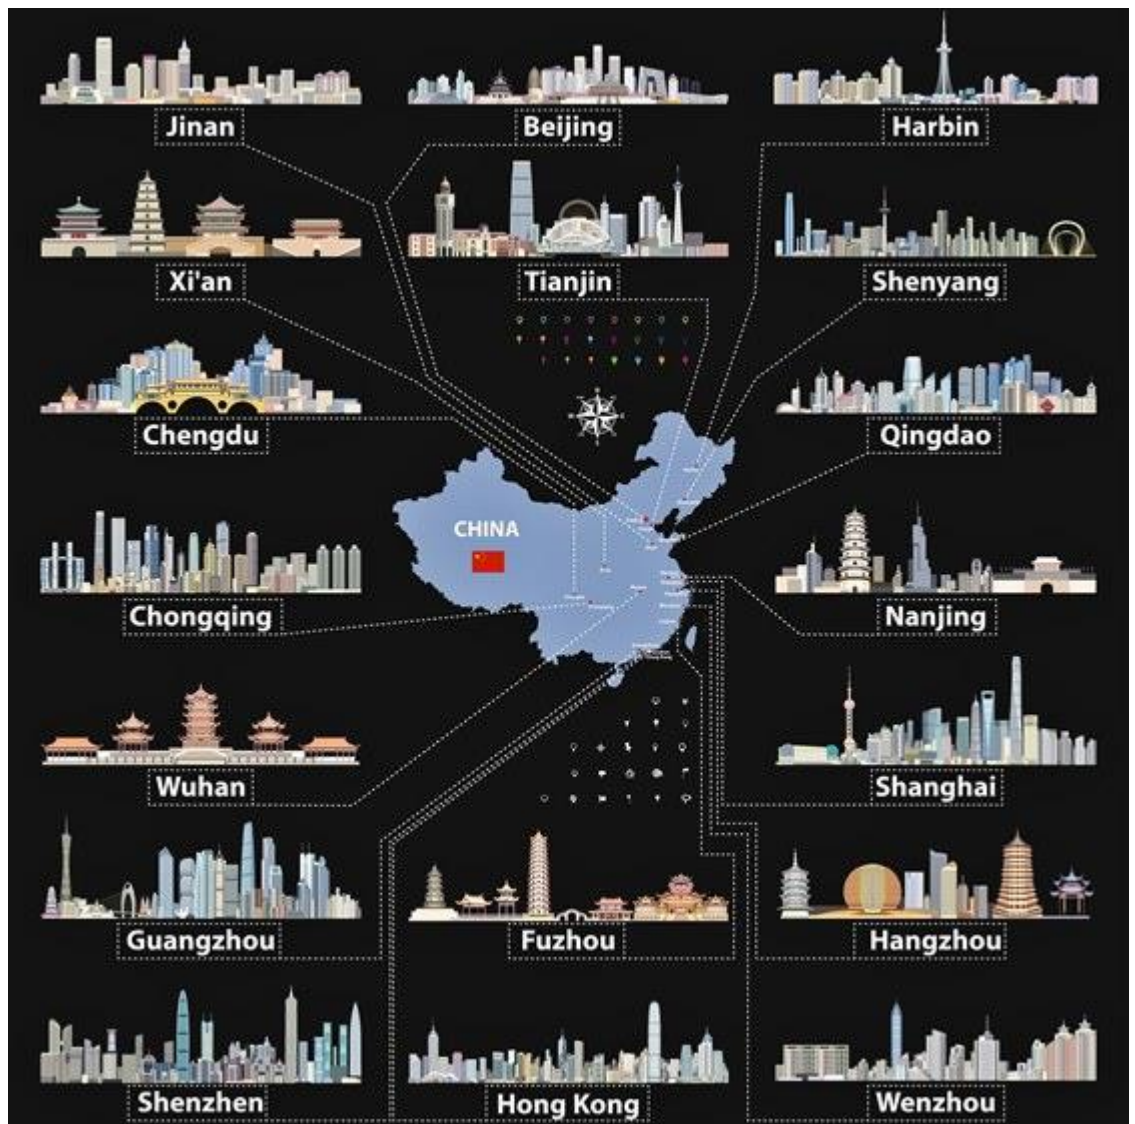 Jinan
Beijing
Harbin
Xi'an
Tianjin
Shenyang
Chengdu
Qingdao
CHINA
Chongqing
Nanjing
Wuhan
Shanghai
Guangzhou
Fuzhou
Hangzhou
Shenzhen
Hong Kong
Wenzhou